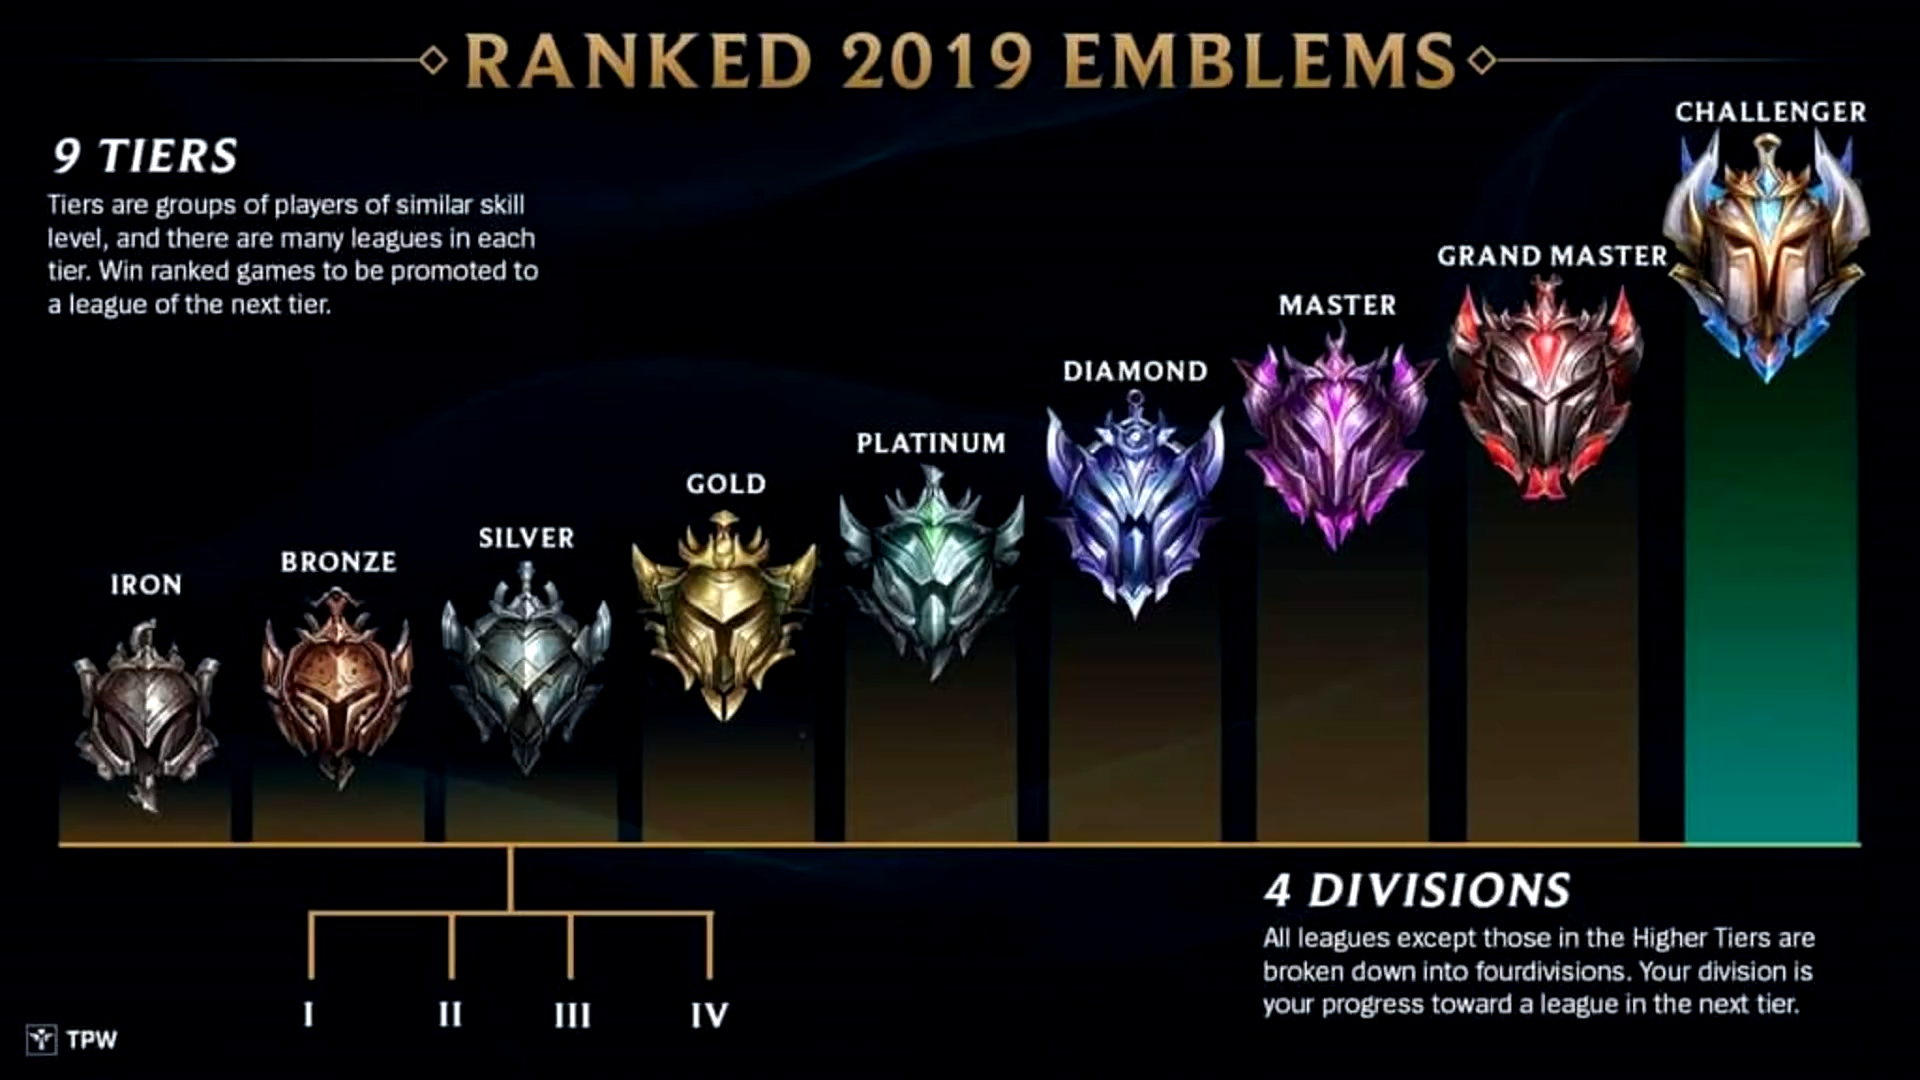 RANKED 2019 EMBLEMS
9 TIERS
Tiers are groups of players of similar skill
level, and there are many leagues in each
tier. Win ranked games to be promoted to
a league of the next tier.
IRON
BRONZE
SILVER
GOLD
PLATINUM
DIAMOND
MASTER
GRAND MASTER
CHALLENGER
I
II
III
IV
4 DIVISIONS
All leagues except those in the Higher Tiers are
broken down into fourdivisions. Your division is
your progress toward a league in the next tier.
TPW